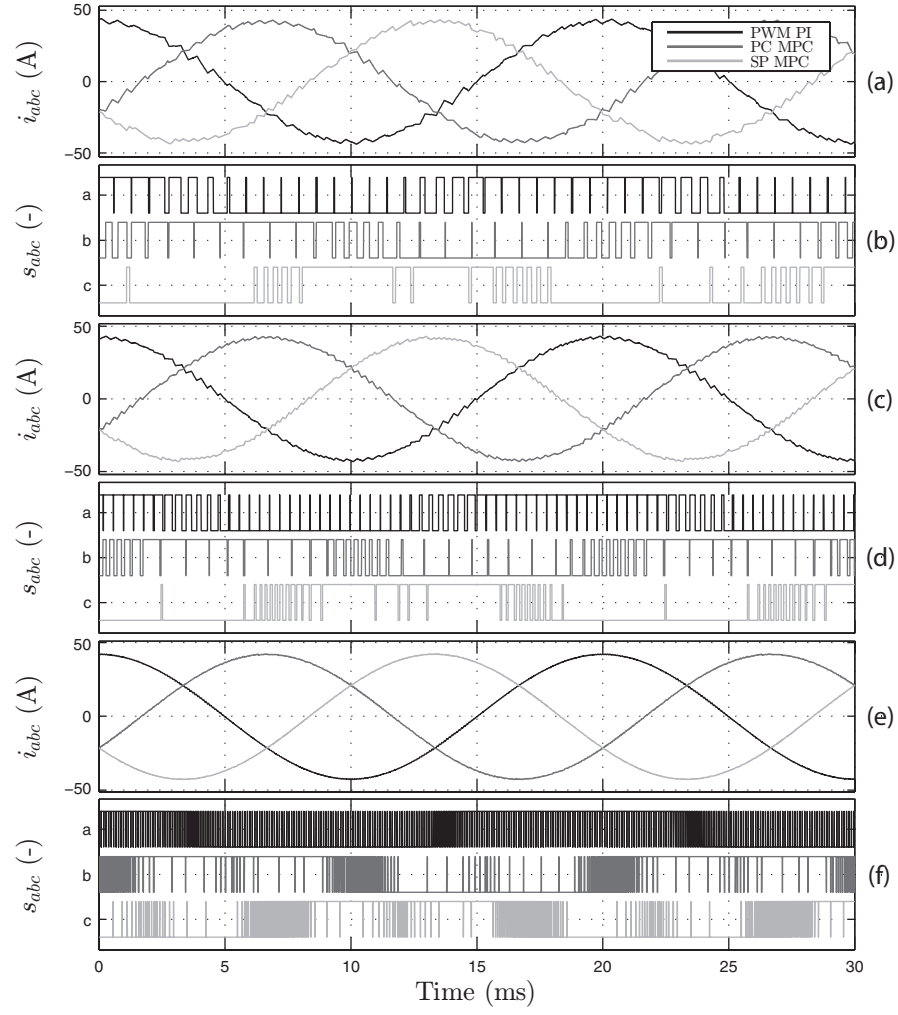 50
0
−50
i_abc (A)
PWM PI
PC MPC
SP MPC
(a)
a
b
c
s_abc (-)
(b)
50
0
−50
i_abc (A)
(c)
a
b
c
s_abc (-)
(d)
50
0
−50
i_abc (A)
(e)
a
b
c
s_abc (-)
(f)
0 5 10 15 20 25 30
Time (ms)